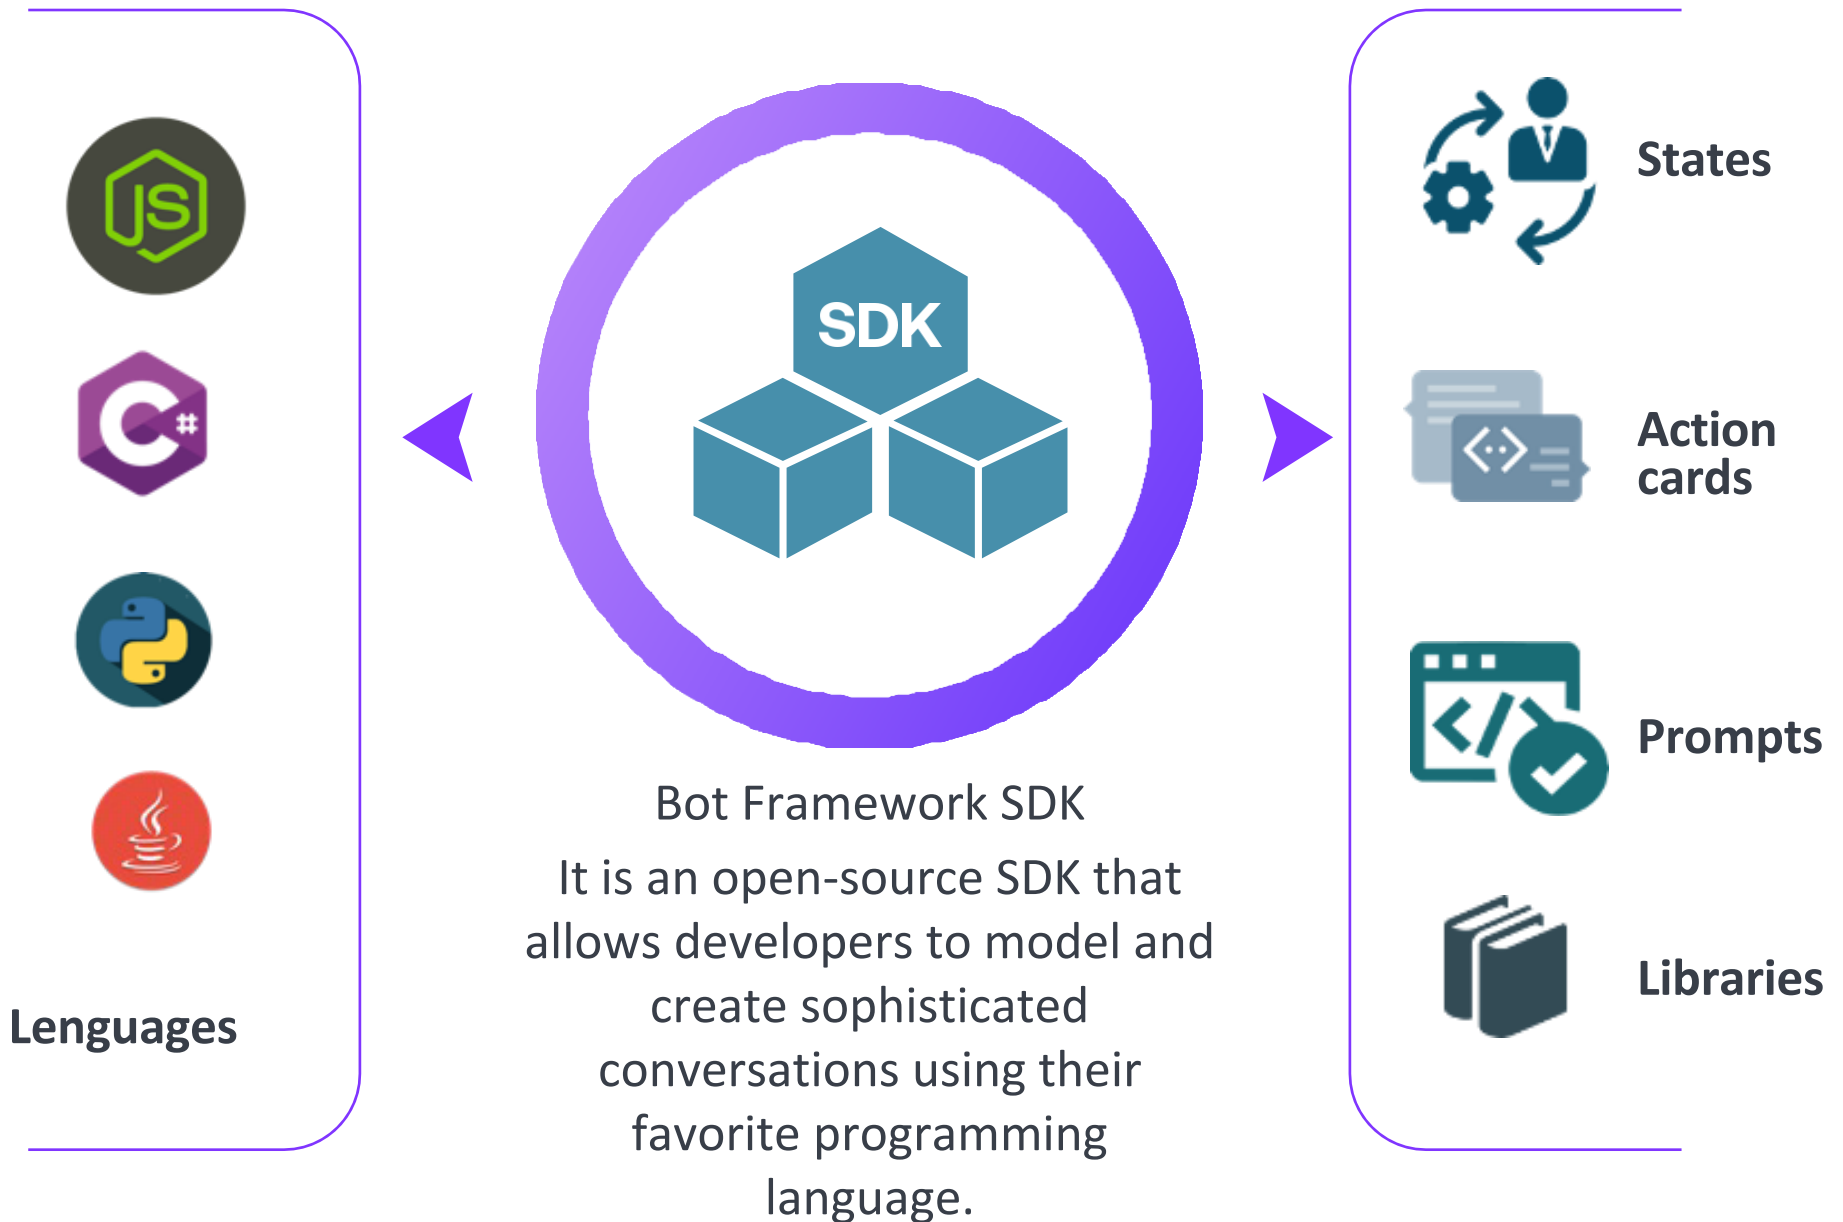 JS
C#
Lenguages
SDK
Bot Framework SDK
It is an open-source SDK that
allows developers to model and
create sophisticated
conversations using their
favorite programming
language.
States
Action
cards
Prompts
Libraries